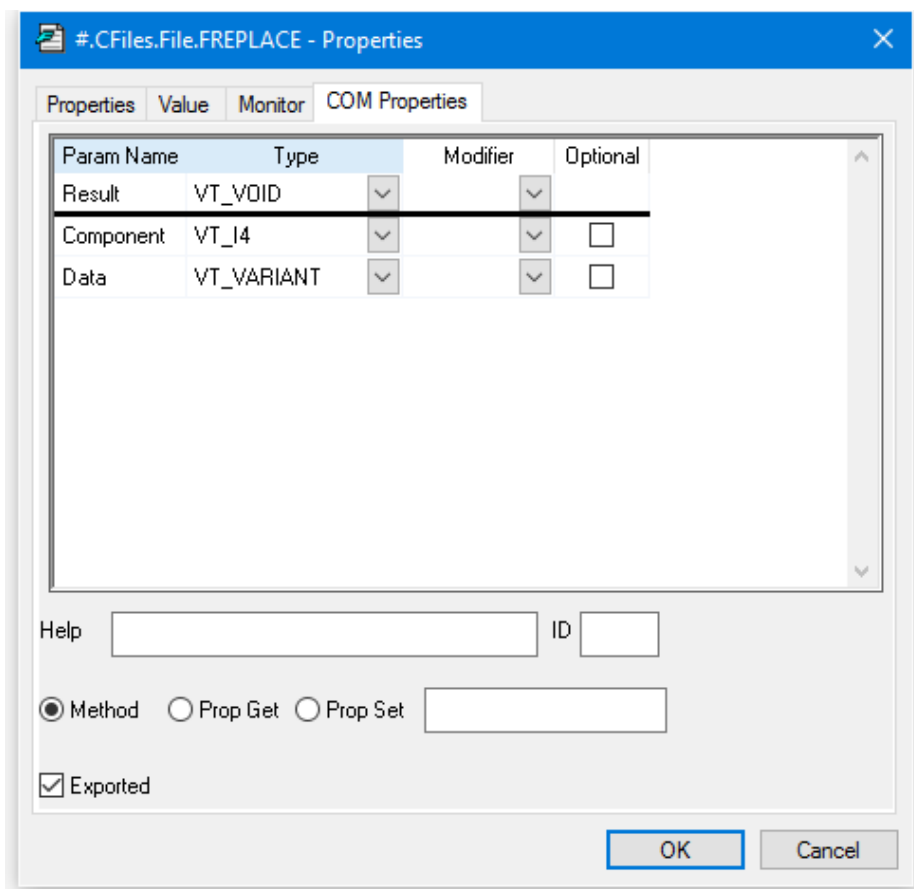 #.CFiles.File.FREPLACE - Properties
Properties Value Monitor COM Properties
Param Name Type Modifier Optional
Result VT_VOID
Component VT_I4
Data VT_VARIANT
Help ID
Method Prop Get Prop Set
Exported
OK Cancel